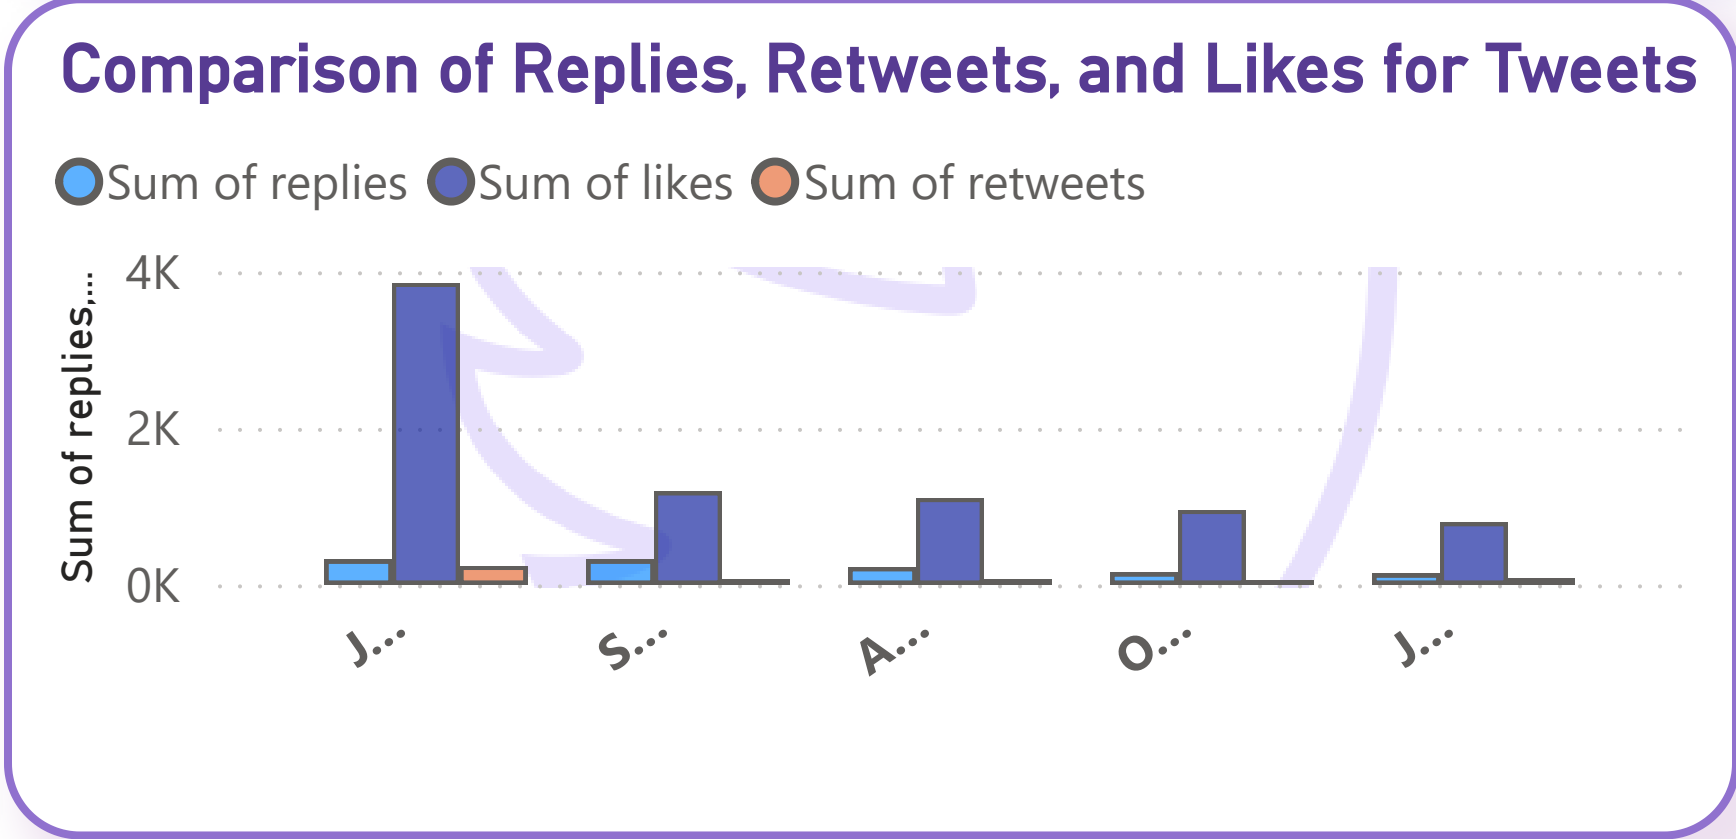 Comparison of Replies, Retweets, and Likes for Tweets
Sum of replies Sum of likes Sum of retweets
Sum of replies,...
4K
2K
0K
J... S... A... O... J...